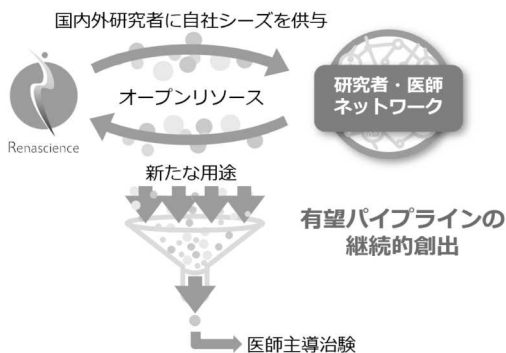 国内外研究者に自社シーズを供与
オープンリソース
Renascience
研究者・医師
ネットワーク
新たな用途
有望パイプラインの
継続的創出
医師主導治験